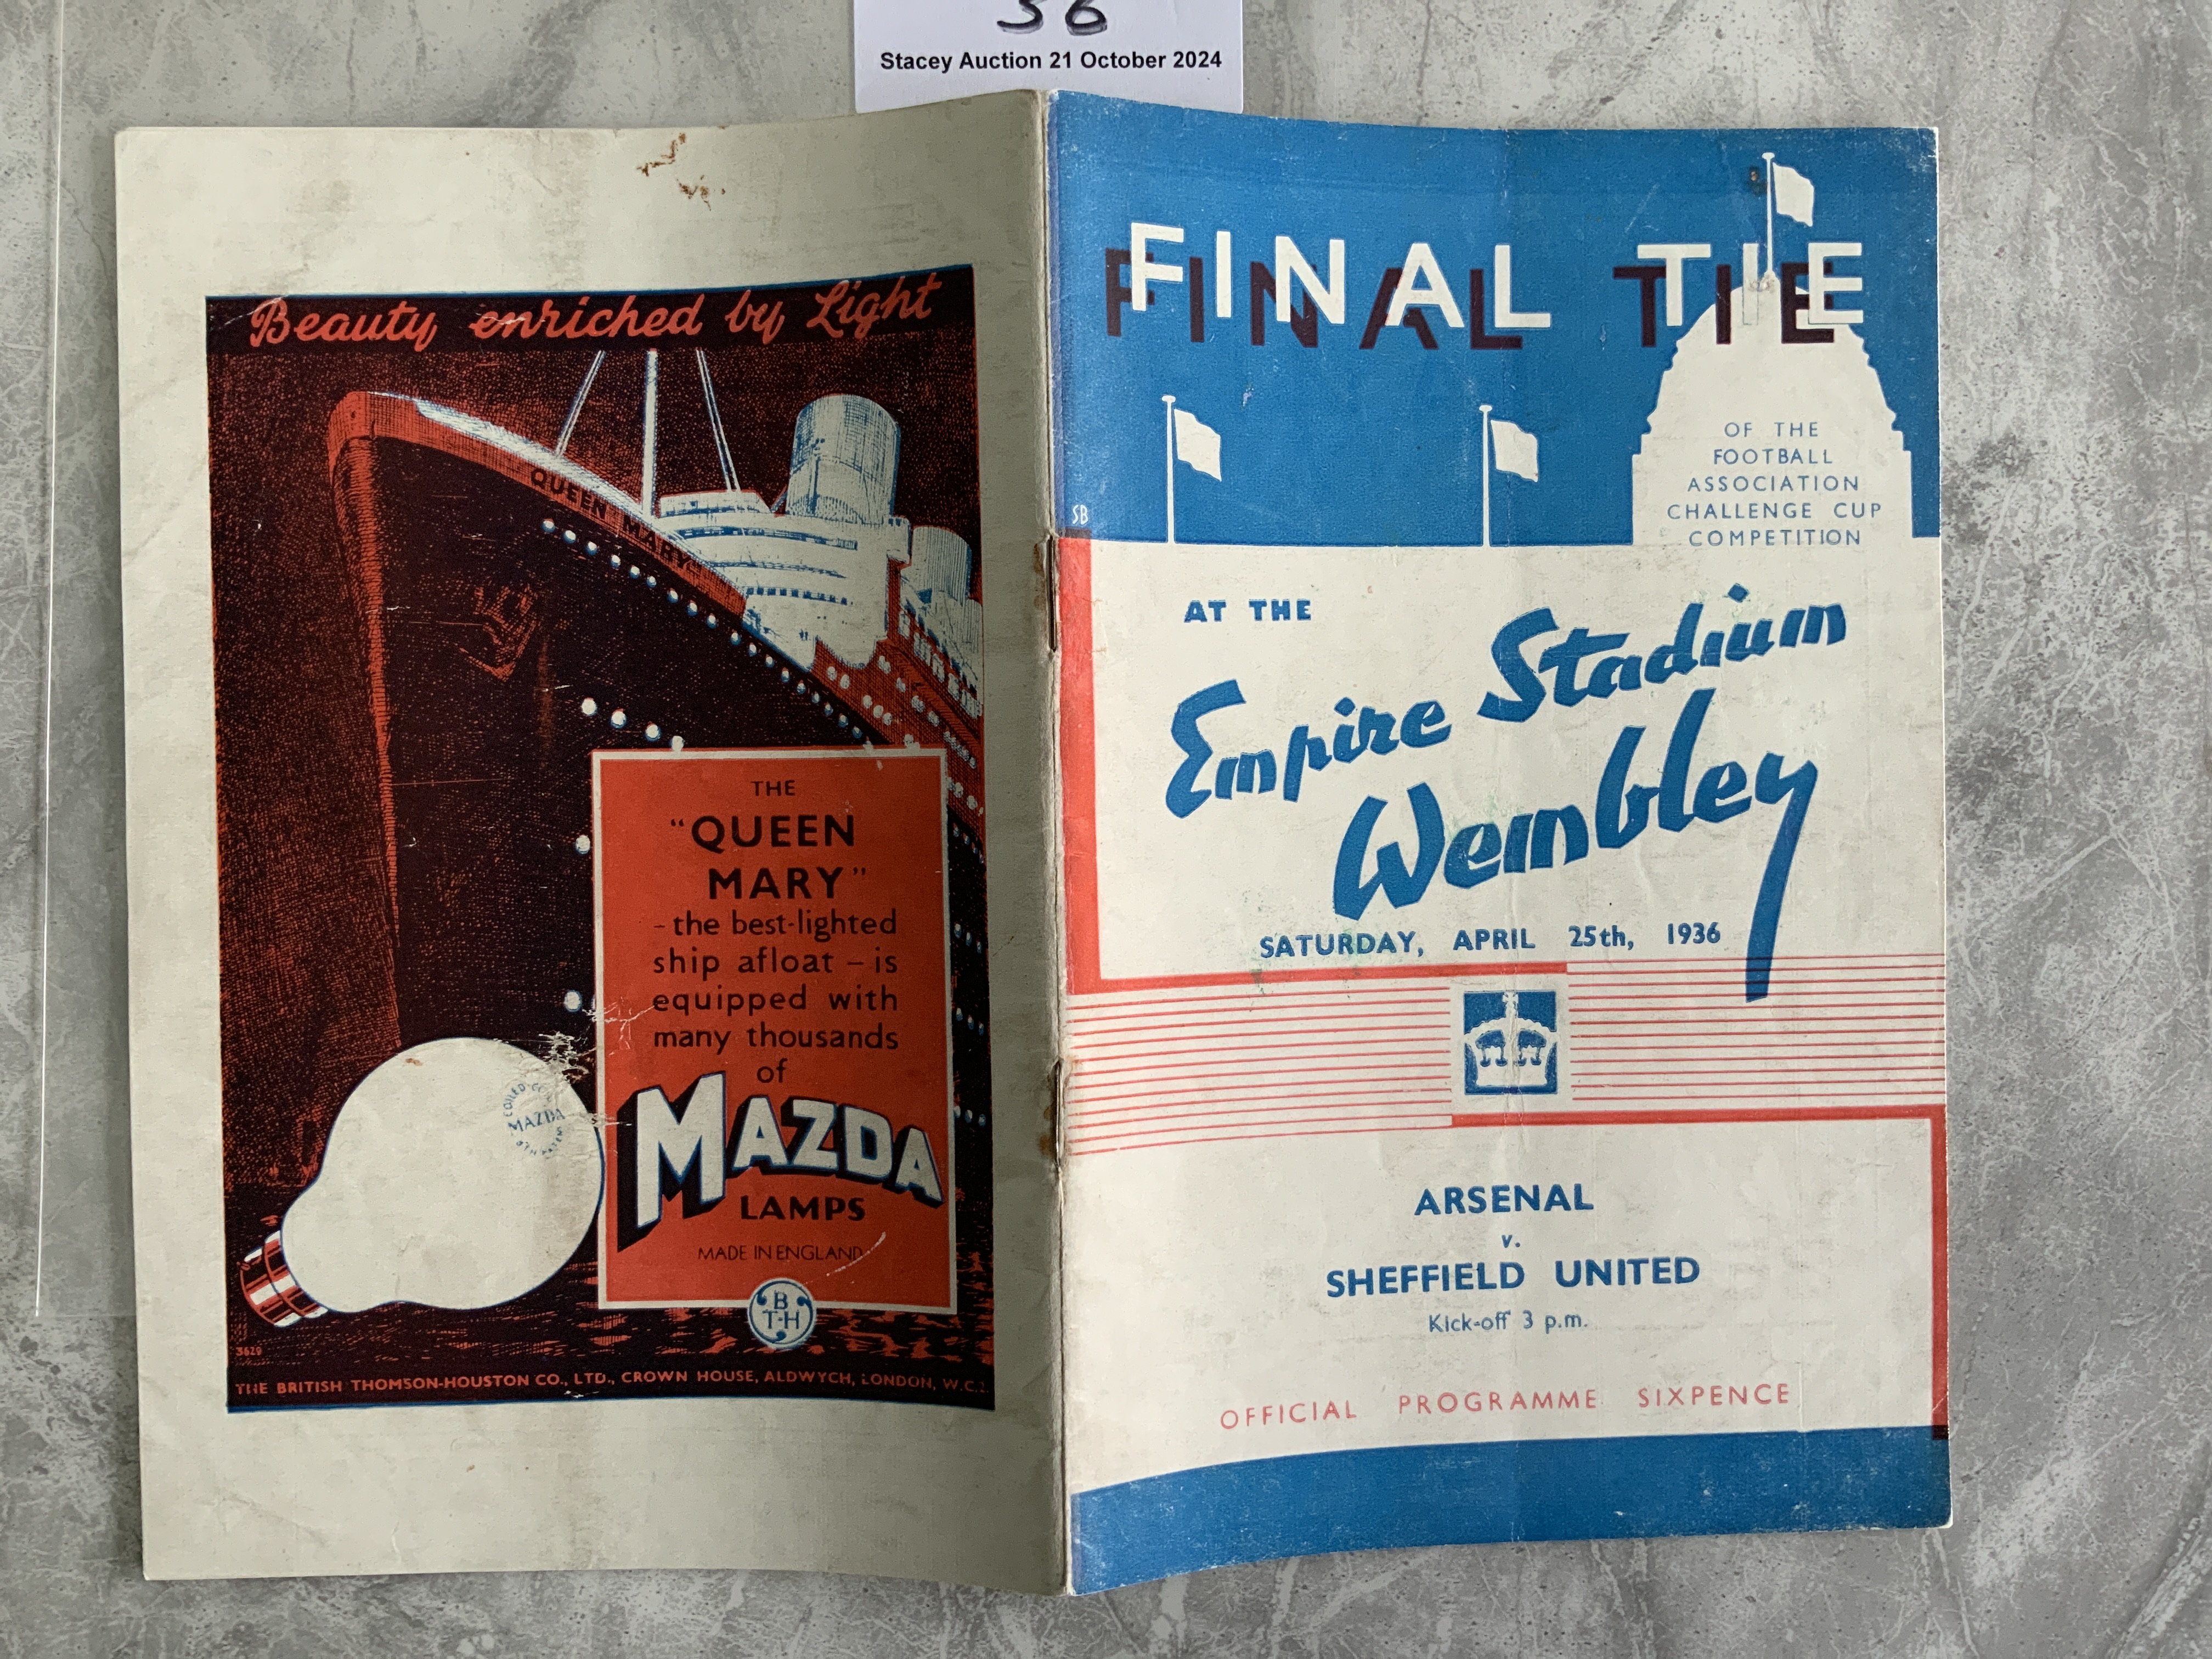 36
Stacey Auction 21 October 2024
Beauty enriched by Light
QUEEN MARY
THE
"QUEEN
MARY"
- the best-lighted
ship afloat - is
equipped with
many thousands
of
MAZDA
LAMPS
MADE IN ENGLAND
B
T-H
MAZDA
3629
THE BRITISH THOMSON-HOUSTON CO., LTD., CROWN HOUSE, ALDWYCH, LONDON, W.C.2
FINAL TIE
OF THE
FOOTBALL
ASSOCIATION
CHALLENGE CUP
COMPETITION
SB
AT THE
Empire Stadium
Wembley
SATURDAY, APRIL 25th, 1936
ARSENAL
v.
SHEFFIELD UNITED
Kick-off 3 p.m.
OFFICIAL PROGRAMME SIXPENCE